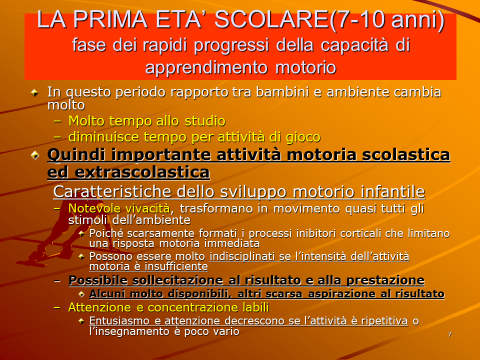 LA PRIMA ETA’ SCOLARE(7-10 anni)
fase dei rapidi progressi della capacità di
apprendimento motorio
In questo periodo rapporto tra bambini e ambiente cambia
molto
– Molto tempo allo studio
– diminuisce tempo per attività di gioco
Quindi importante attività motoria scolastica
ed extrascolastica
Caratteristiche dello sviluppo motorio infantile
– Notevole vivacità, trasformano in movimento quasi tutti gli
stimoli dell’ambiente
Poiché scarsamente formati i processi inibitori corticali che limitano
una risposta motoria immediata
Possono essere molto indisciplinati se l’intensità dell’attività
motoria è insufficiente
– Possibile sollecitazione al risultato e alla prestazione
Alcuni molto disponibili, altri scarsa aspirazione al risultato
– Attenzione e concentrazione labili
Entusiasmo e attenzione decrescono se l’attività è ripetitiva o
l’insegnamento è poco vario
7